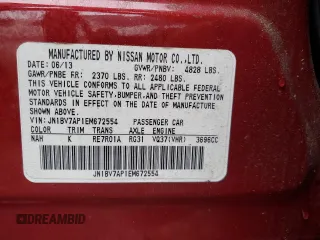 MANUFACTURED BY NISSAN MOTOR CO.,LTD.
DATE: 06/13 GVWR/PNBV: 4828 LBS.
GAWR/PNBE FR: 2370 LBS. RR: 2480 LBS.
THIS VEHICLE CONFORMS TO ALL APPLICABLE FEDERAL
MOTOR VEHICLE SAFETY,BUMPER,AND THEFT PREVENTION
STANDARDS IN EFFECT ON THE DATE OF MANUFACTURE
SHOWN ABOVE.
VIN: JN1BV7AP1EM672554 PASSENGER CAR
COLOR TRIM TRANS AXLE ENGINE
NAH K RE7R01A RG31 VQ37(VHR) 3696CC
JN1BV7AP1EM672554
DREAMBID
dreambid.com